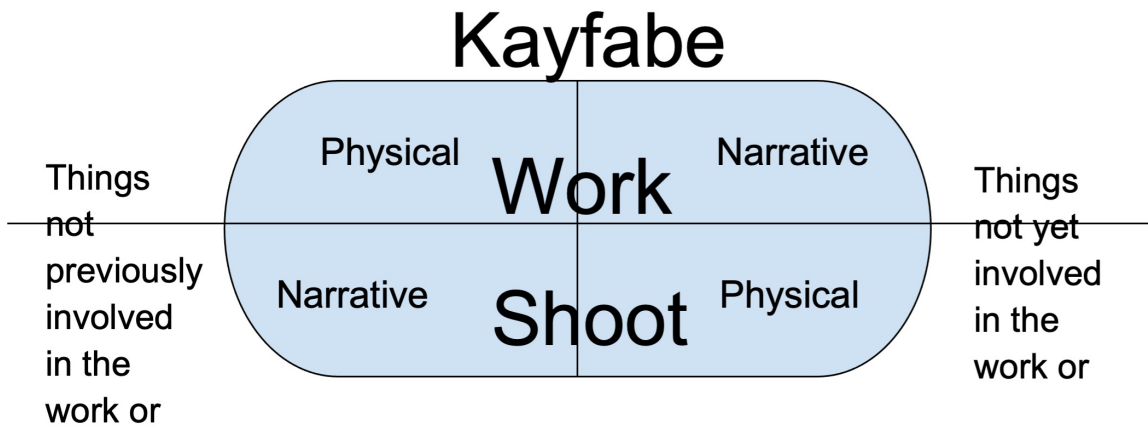 Kayfabe
Physical
Narrative
Work
Things
not
previously
involved
in the
work or
Things
not yet
involved
in the
work or
Narrative
Physical
Shoot